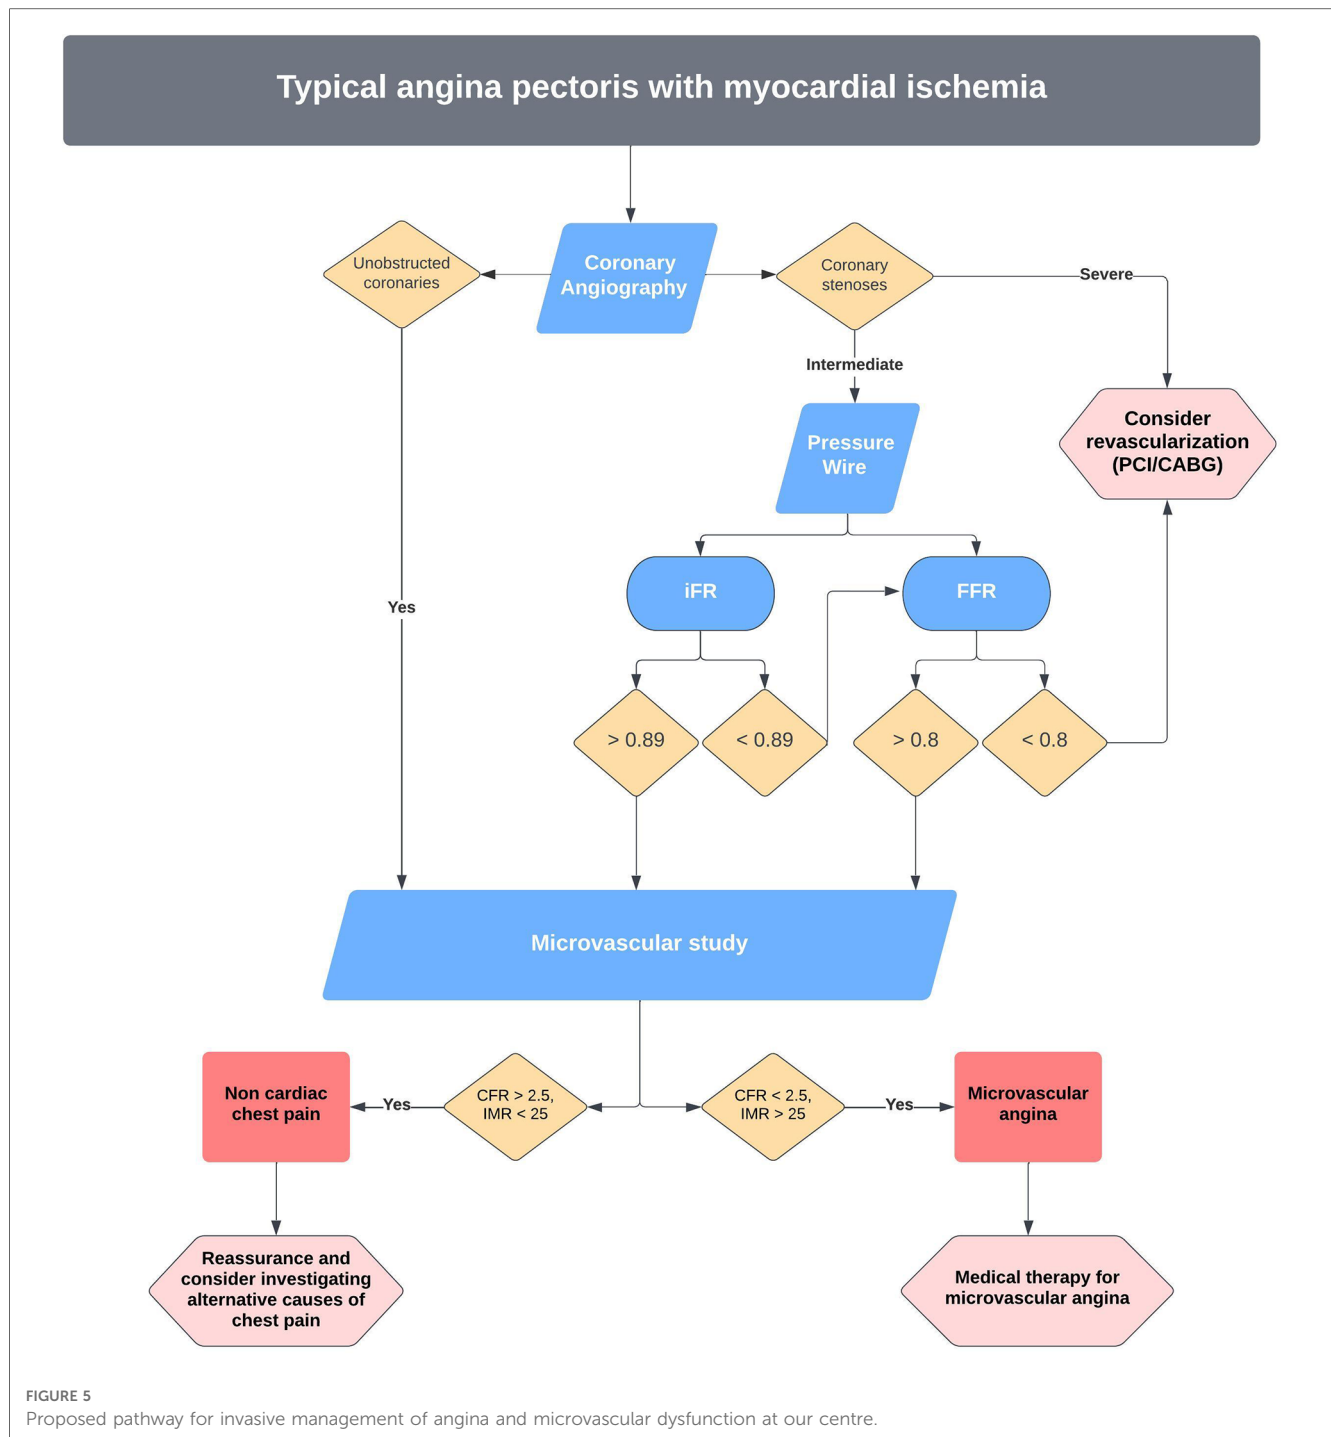 Typical angina pectoris with myocardial ischemia
Unobstructed
coronaries
Coronary
Angiography
Coronary
stenoses
Severe
Intermediate
Consider
revascularization
(PCI/CABG)
Pressure
Wire
iFR
FFR
Yes
> 0.89
< 0.89
> 0.8
< 0.8
Microvascular study
Non cardiac
chest pain
Yes
CFR > 2.5,
IMR < 25
CFR < 2.5,
IMR > 25
Yes
Microvascular
angina
Reassurance and
consider investigating
alternative causes of
chest pain
Medical therapy for
microvascular angina
FIGURE 5
Proposed pathway for invasive management of angina and microvascular dysfunction at our centre.